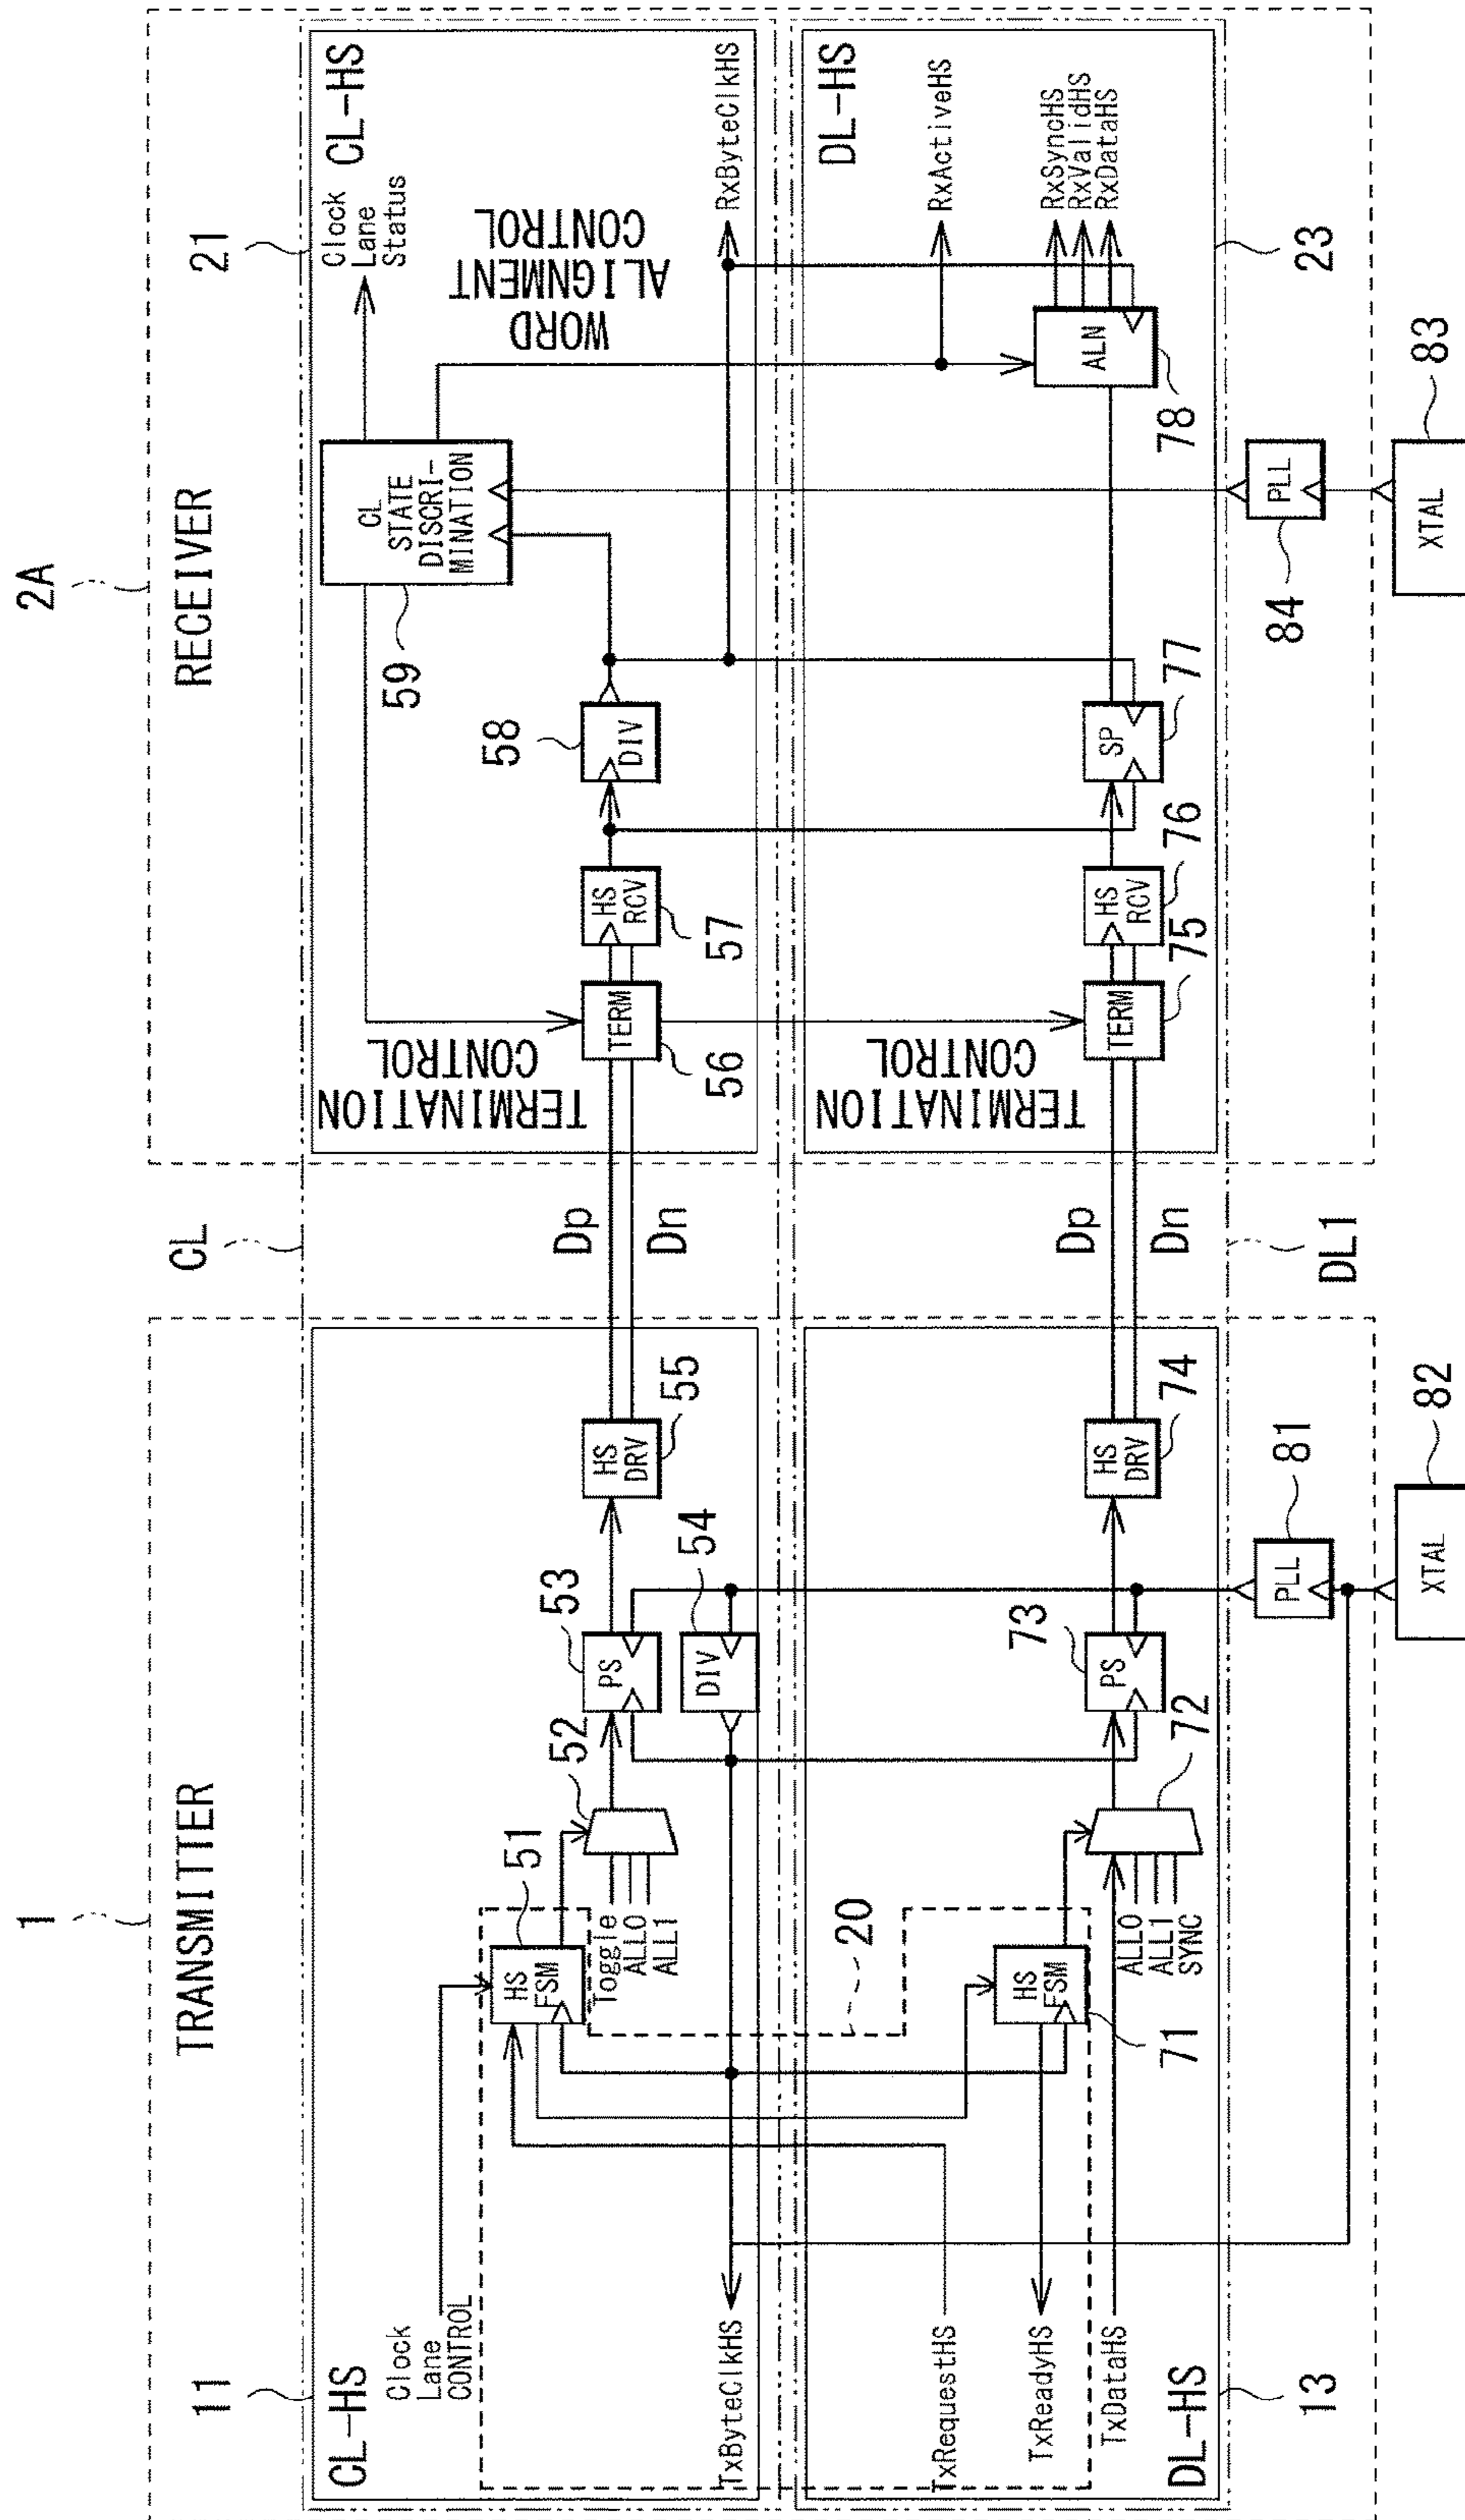 1
TRANSMITTER
2A
RECEIVER
CL
11
CL-HS
Clock
Lane
CONTROL
HS
FSM
51
Toggle
ALL0
ALL1
52
PS
53
DIV
54
HS
DRV
55
TxByteClkHS
Dp
Dn
TERMINATION
CONTROL
TERM
56
HS
RCV
57
DIV
58
CL
STATE
DISCRI-
MINATION
59
WORD
ALIGNMENT
CONTROL
21
Clock
Lane
Status
CL-HS
RxByteClkHS
20
TxRequestHS
TxReadyHS
TxDataHS
DL-HS
13
HS
FSM
71
ALL0
ALL1
SYNC
72
PS
73
HS
DRV
74
Dp
Dn
DL1
TERMINATION
CONTROL
TERM
75
HS
RCV
76
SP
77
ALN
78
DL-HS
RxActiveHS
RxSyncHS
RxValidHS
RxDataHS
23
PLL
81
XTAL
82
PLL
84
XTAL
83